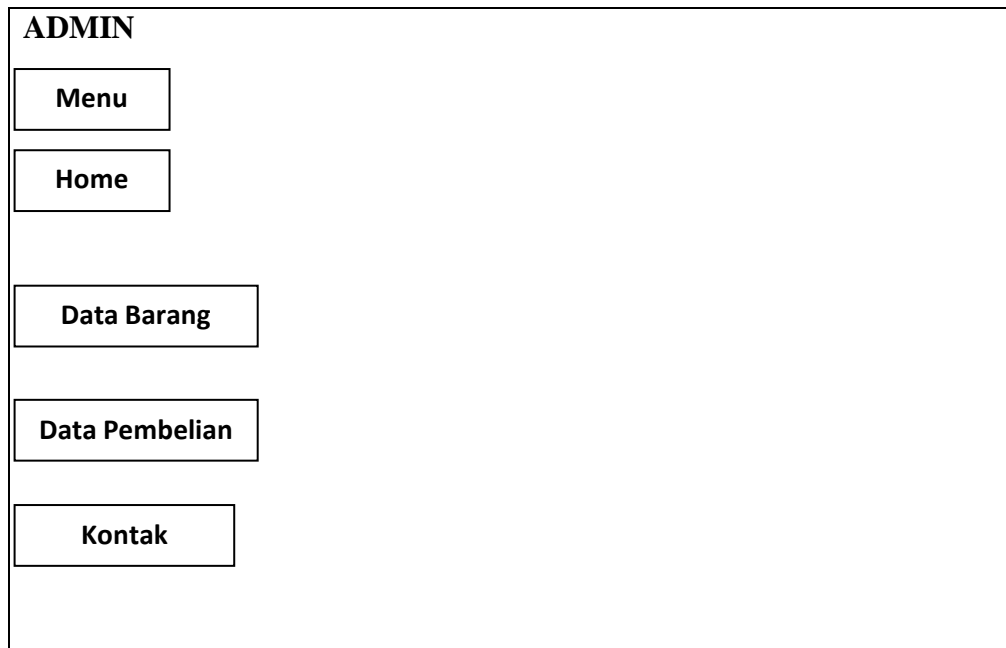 ADMIN
Menu
Home
Data Barang
Data Pembelian
Kontak